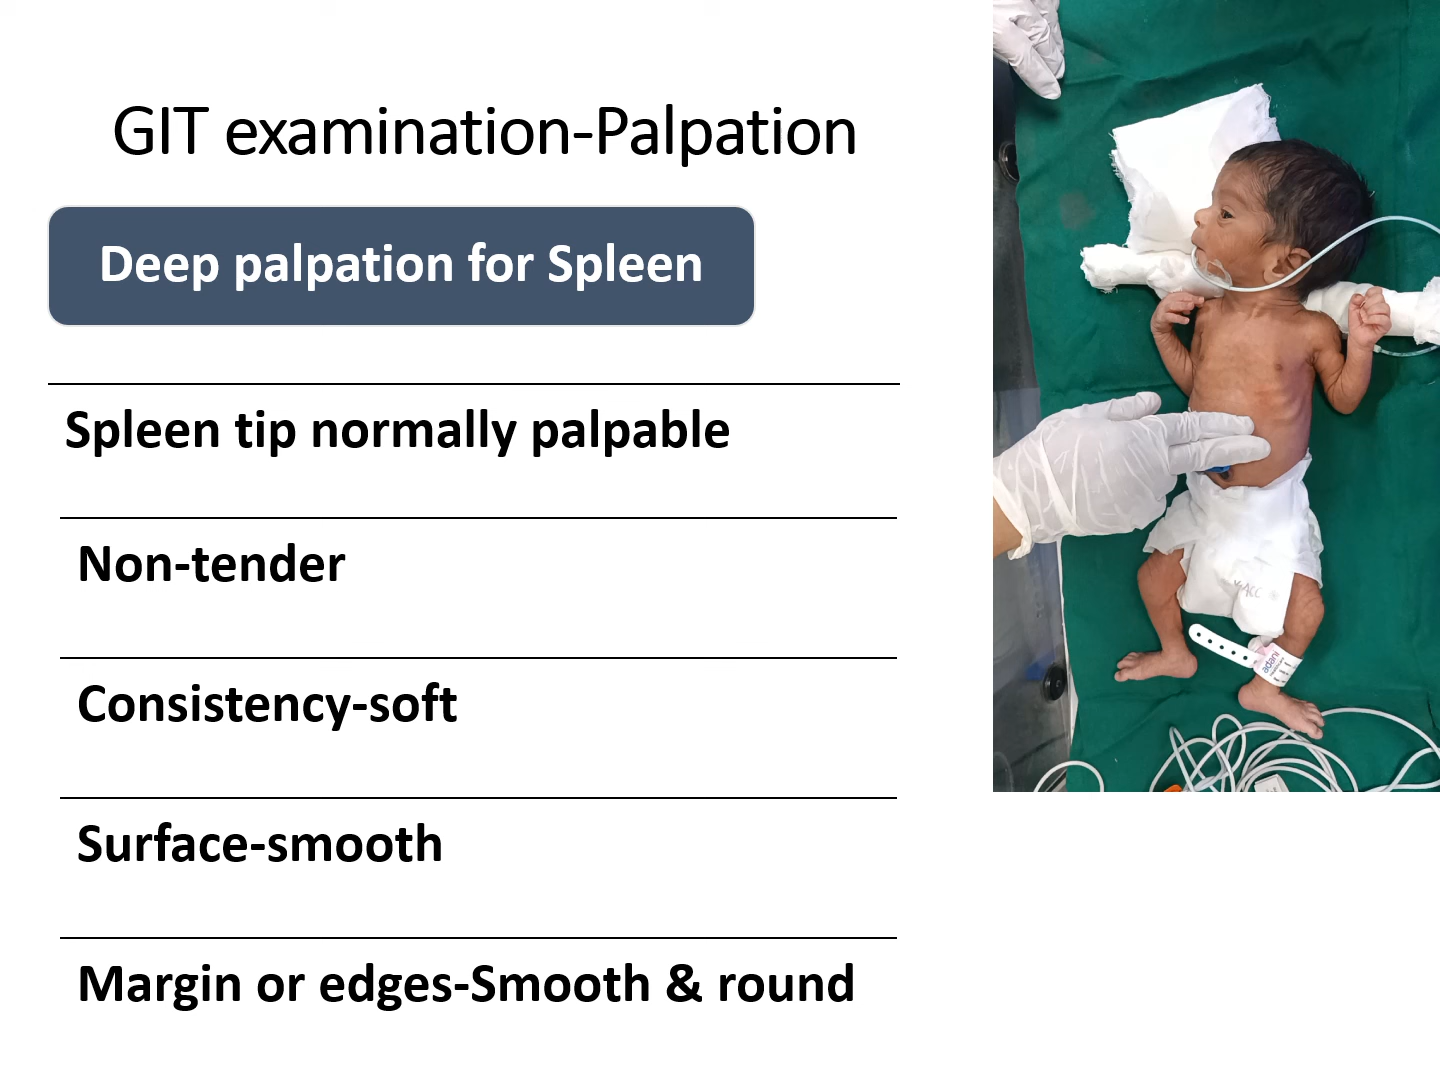 GIT examination-Palpation
Deep palpation for Spleen
Spleen tip normally palpable
Non-tender
Consistency-soft
Surface-smooth
Margin or edges-Smooth & round
adani